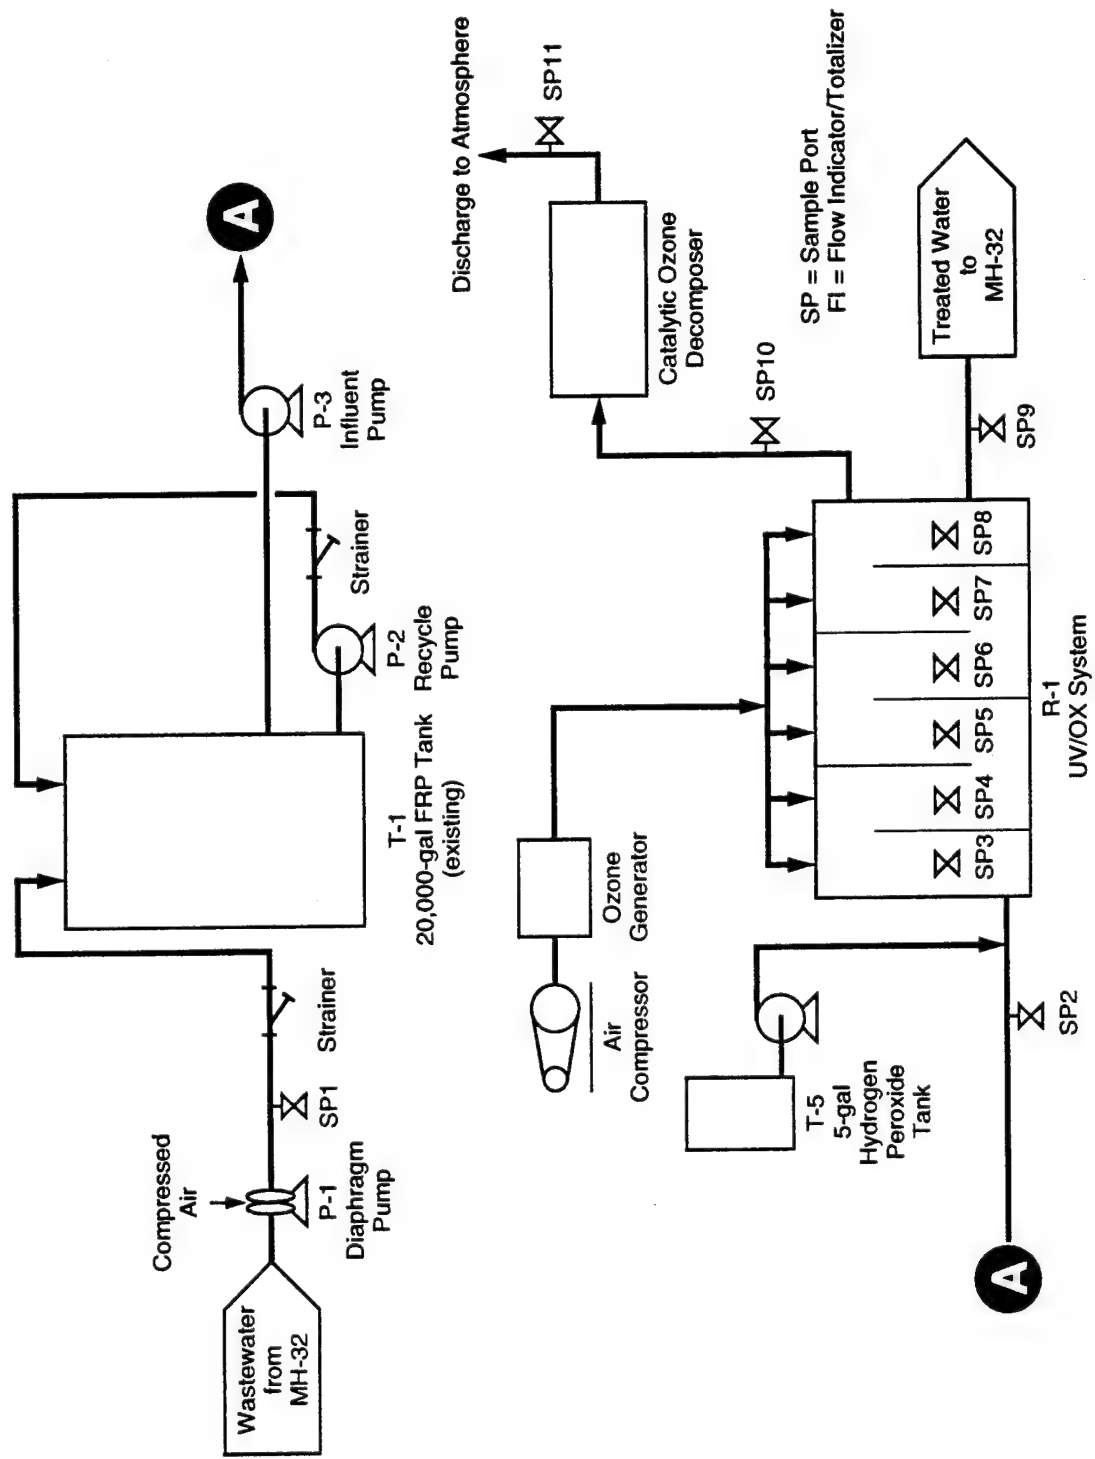 Wastewater
from
MH-32
Compressed
Air
P-1
Diaphragm
Pump
SP1
Strainer
T-1
20,000-gal FRP Tank
(existing)
P-2
Recycle
Pump
Strainer
P-3
Influent
Pump
A
A
SP2
T-5
5-gal
Hydrogen
Peroxide
Tank
Air
Compressor
Ozone
Generator
SP3
SP4
SP5
SP6
SP7
SP8
R-1
UV/OX System
SP9
Treated Water
to
MH-32
SP10
Catalytic Ozone
Decomposer
Discharge to Atmosphere
SP11
SP = Sample Port
FI = Flow Indicator/Totalizer